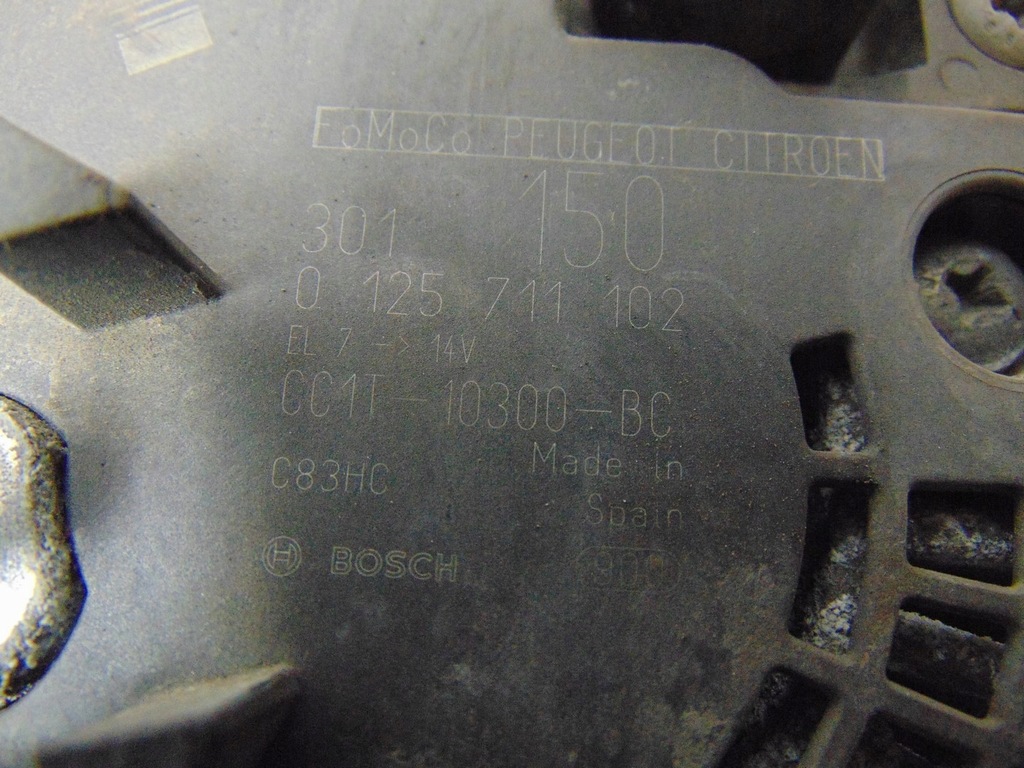 FoMoCo PEUGEOT CITROEN
301 150
0 125 711 102
EL 7 -> 14V
CC1T-10300-BC
C83HC Made in
Spain
BOSCH